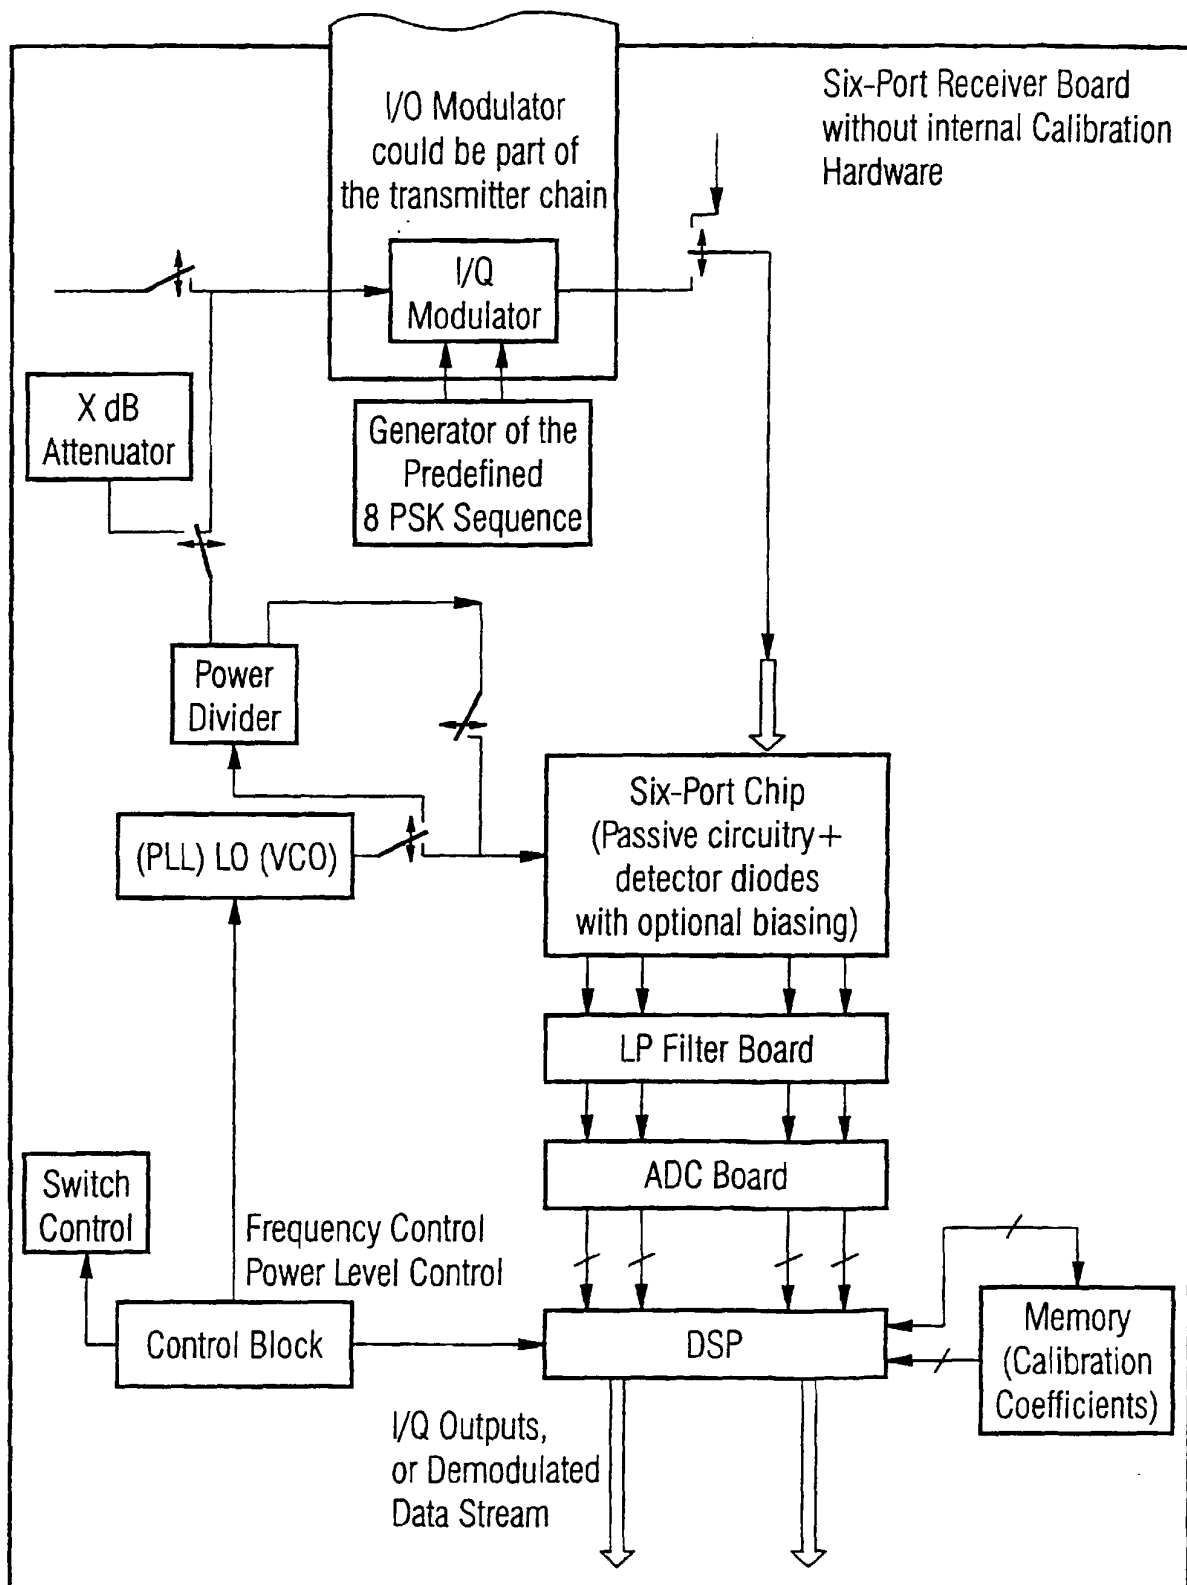 Six-Port Receiver Board
without internal Calibration
Hardware
I/O Modulator
could be part of
the transmitter chain
I/Q
Modulator
X dB
Attenuator
Generator of the
Predefined
8 PSK Sequence
Power
Divider
(PLL) LO (VCO)
Six-Port Chip
(Passive circuitry+
detector diodes
with optional biasing)
LP Filter Board
ADC Board
Switch
Control
Frequency Control
Power Level Control
Control Block
DSP
Memory
(Calibration
Coefficients)
I/Q Outputs,
or Demodulated
Data Stream